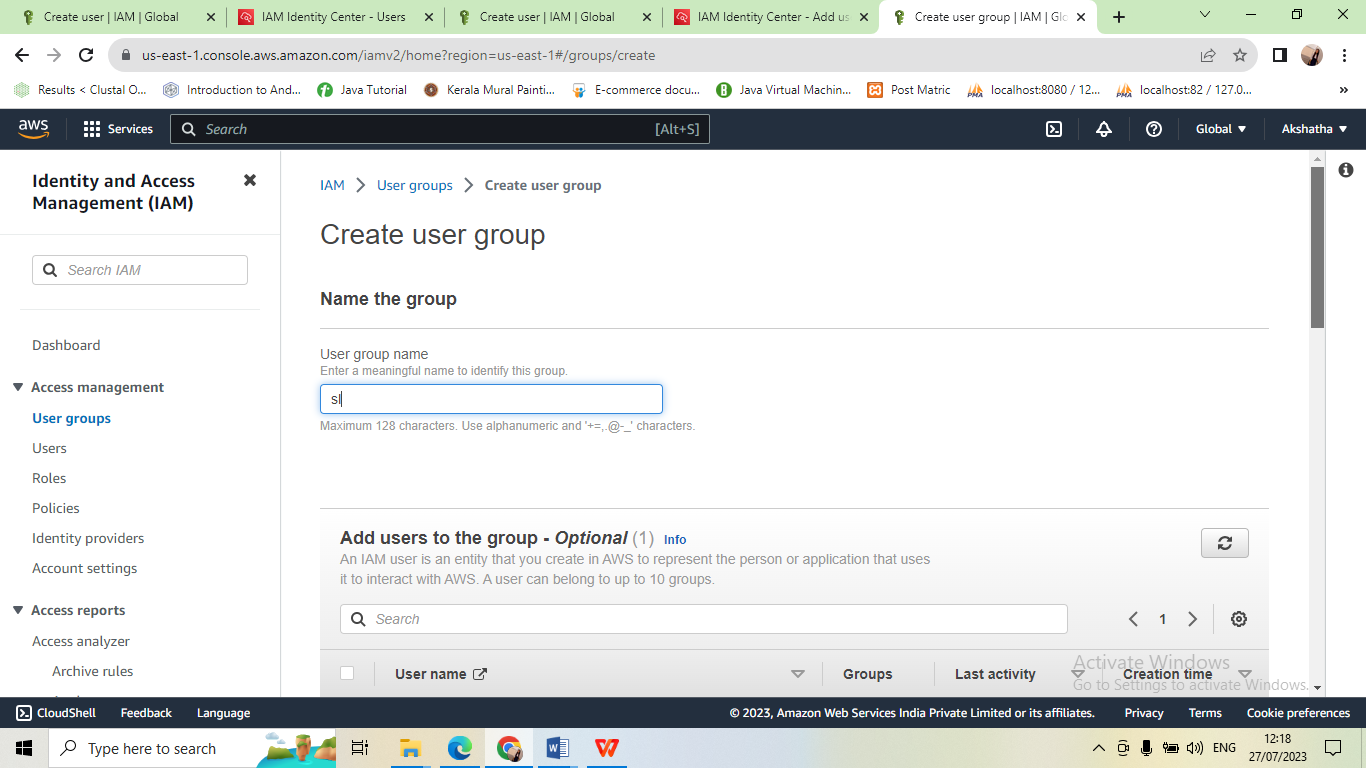 Create user | IAM | Global
IAM Identity Center - Users
Create user | IAM | Global
IAM Identity Center - Add us
Create user group | IAM | Glo
us-east-1.console.aws.amazon.com/iamv2/home?region=us-east-1#/groups/create
Results < Clustal O...
Introduction to And...
Java Tutorial
Kerala Mural Painti...
E-commerce docu...
Java Virtual Machin...
Post Matric
localhost:8080 / 12...
localhost:82 / 127.0...
»
aws
Services
Search
[Alt+S]
Global
Akshatha
Identity and Access
Management (IAM)
Search IAM
Dashboard
Access management
User groups
Users
Roles
Policies
Identity providers
Account settings
Access reports
Access analyzer
Archive rules
IAM > User groups > Create user group
Create user group
Name the group
User group name
Enter a meaningful name to identify this group.
sl
Maximum 128 characters. Use alphanumeric and '+=,.@-_' characters.
Add users to the group - Optional (1) Info
An IAM user is an entity that you create in AWS to represent the person or application that uses
it to interact with AWS. A user can belong to up to 10 groups.
Search
1
User name
Groups
Last activity
Creation time
Activate Windows
Go to Settings to activate Windows.
CloudShell
Feedback
Language
© 2023, Amazon Web Services India Private Limited or its affiliates.
Privacy
Terms
Cookie preferences
Type here to search
ENG
12:18
27/07/2023